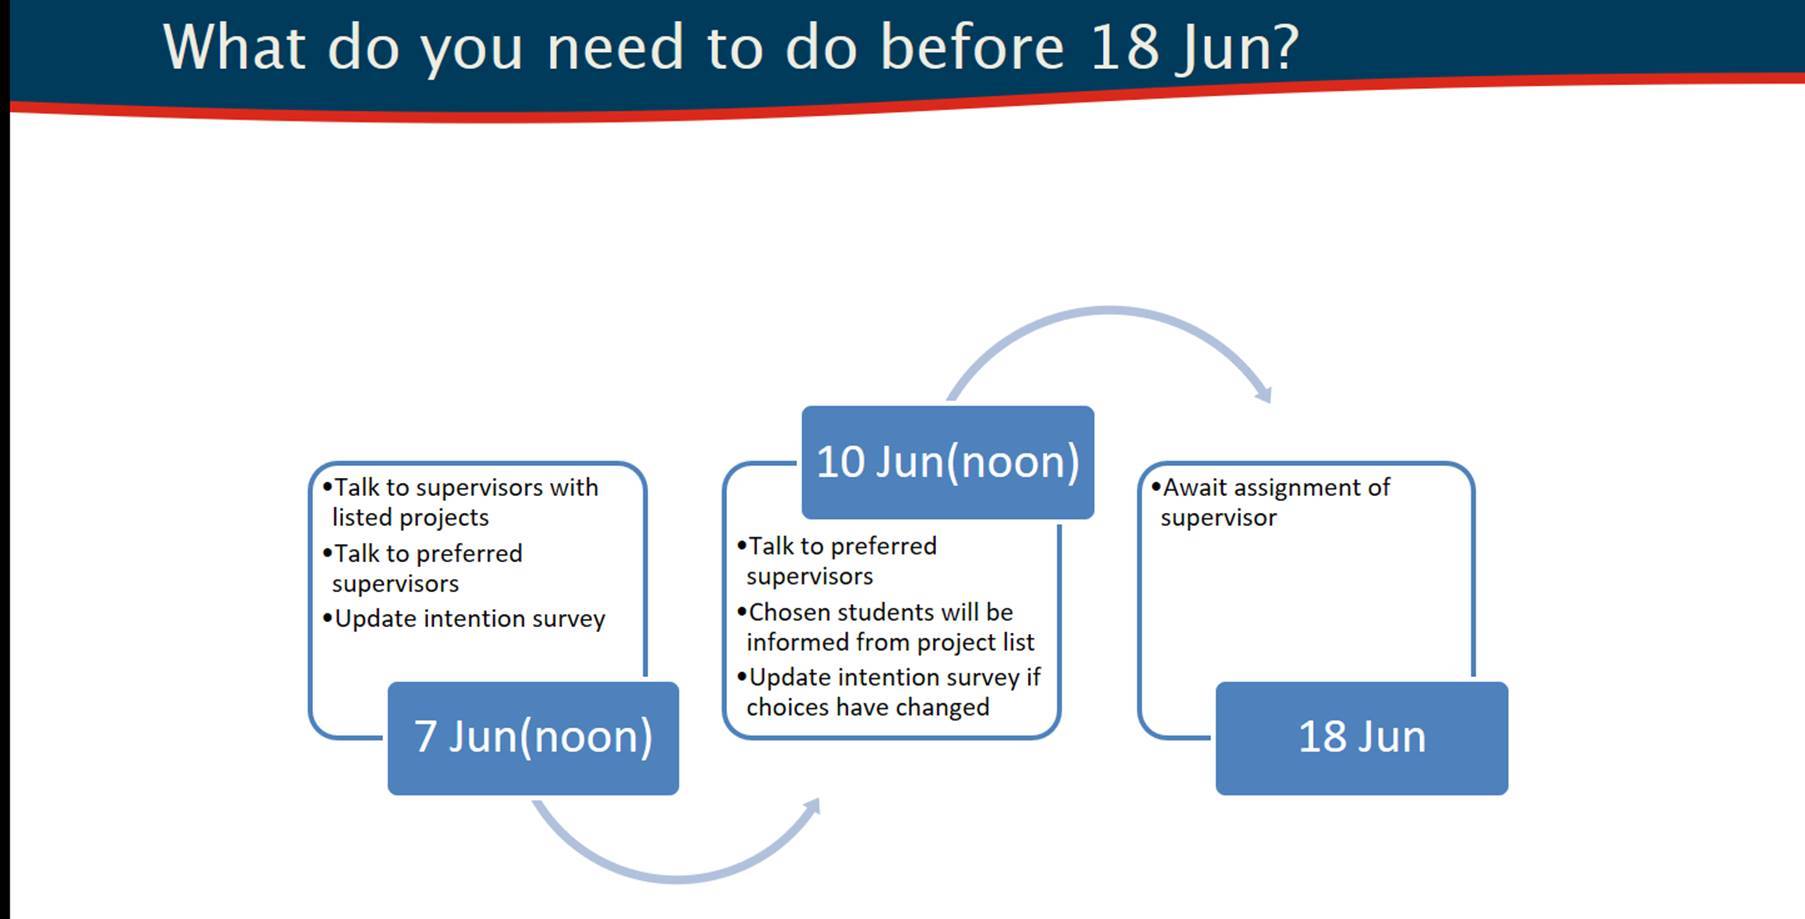 What do you need to do before 18 Jun?
•Talk to supervisors with
listed projects
•Talk to preferred
supervisors
•Update intention survey
7 Jun(noon)
10 Jun(noon)
•Talk to preferred
supervisors
•Chosen students will be
informed from project list
•Update intention survey if
choices have changed
•Await assignment of
supervisor
18 Jun